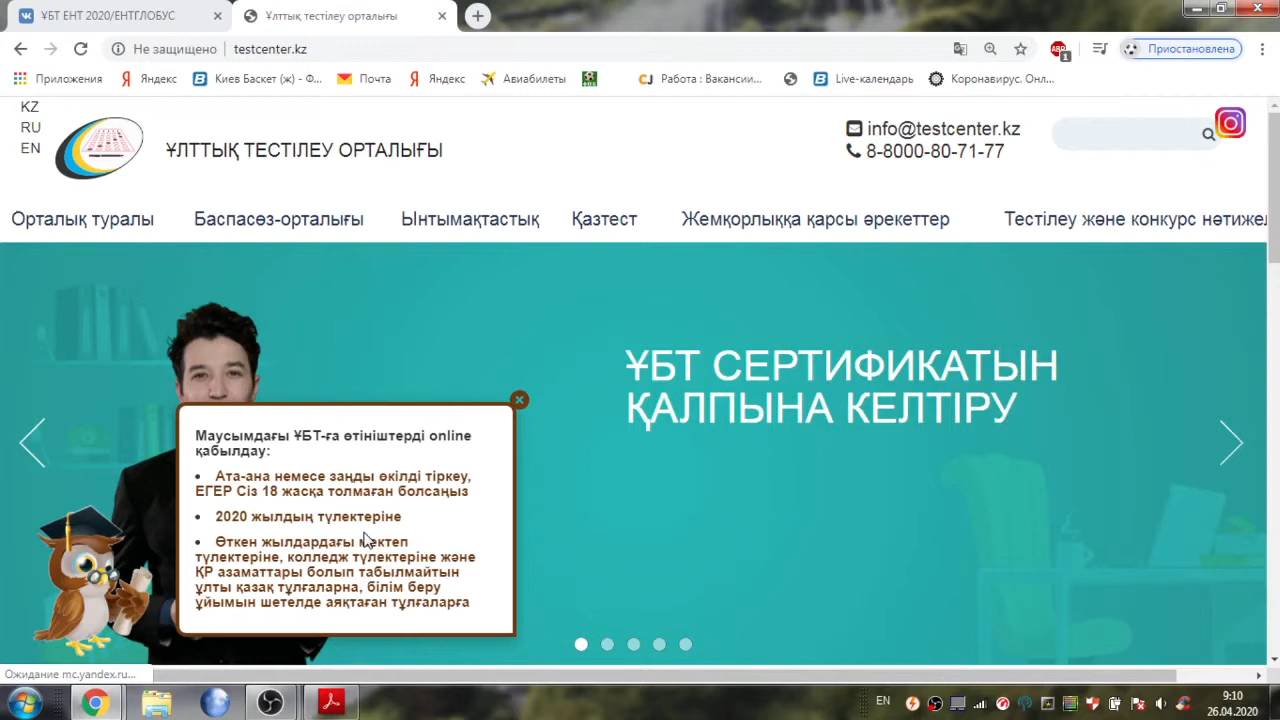 ҰБТ ЕНТ 2020/ЕНТГЛОБУС
Ұлттық тестілеу орталығы
Не защищено
testcenter.kz
Приостановлена
Приложения
Яндекс
Киев Баскет (ж) - Ф...
Почта
Яндекс
Авиабилеты
Работа : Вакансии...
Live-календарь
Коронавирус. Онл...
KZ
RU
EN
ҰЛТТЫҚ ТЕСТІЛЕУ ОРТАЛЫҒЫ
info@testcenter.kz
8-8000-80-71-77
Орталық туралы
Баспасөз-орталығы
Ынтымақтастық
Қазтест
Жемқорлыққа қарсы әрекеттер
Тестілеу және конкурс нәтижел
ҰБТ СЕРТИФИКАТЫН
ҚАЛПЫНА КЕЛТІРУ
Маусымдағы ҰБТ-ға өтініштерді online
қабылдау:
Ата-ана немесе заңды өкілді тіркеу,
ЕГЕР Сіз 18 жасқа толмаған болсаңыз
2020 жылдың түлектеріне
Өткен жылдардағы мектеп
түлектеріне, колледж түлектеріне және
ҚР азаматтары болып табылмайтын
ұлты қазақ тұлғаларна, білім беру
ұйымын шетелде аяқтаған тұлғаларға
Ожидание mc.yandex.ru...
EN
9:10
26.04.2020